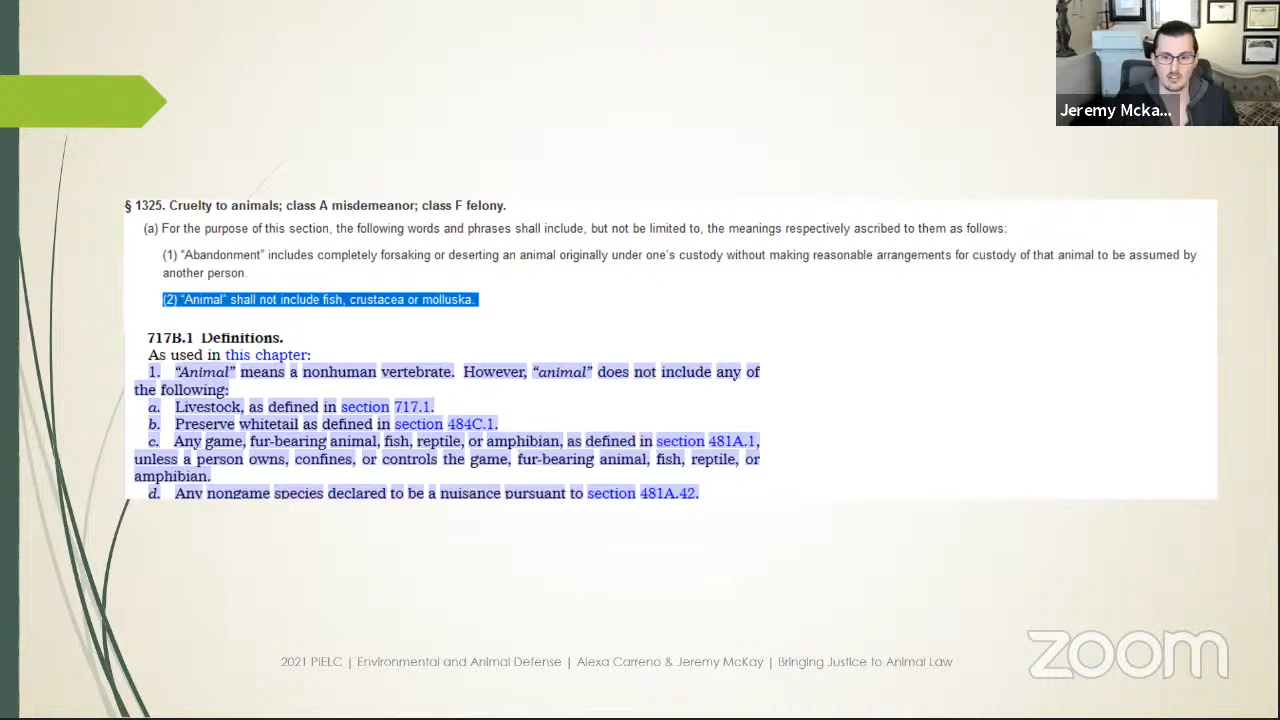 Jeremy Mcka...
§ 1325. Cruelty to animals; class A misdemeanor; class F felony.
(a) For the purpose of this section, the following words and phrases shall include, but not be limited to, the meanings respectively ascribed to them as follows:
(1) “Abandonment” includes completely forsaking or deserting an animal originally under one’s custody without making reasonable arrangements for custody of that animal to be assumed by
another person.
(2) “Animal” shall not include fish, crustacea or molluska.
717B.1 Definitions.
As used in this chapter:
1. “Animal” means a nonhuman vertebrate. However, “animal” does not include any of
the following:
a. Livestock, as defined in section 717.1.
b. Preserve whitetail as defined in section 484C.1.
c. Any game, fur-bearing animal, fish, reptile, or amphibian, as defined in section 481A.1,
unless a person owns, confines, or controls the game, fur-bearing animal, fish, reptile, or
amphibian.
d. Any nongame species declared to be a nuisance pursuant to section 481A.42.
2021 PIELC | Environmental and Animal Defense | Alexa Carreno & Jeremy McKay | Bringing Justice to Animal Law
zoom